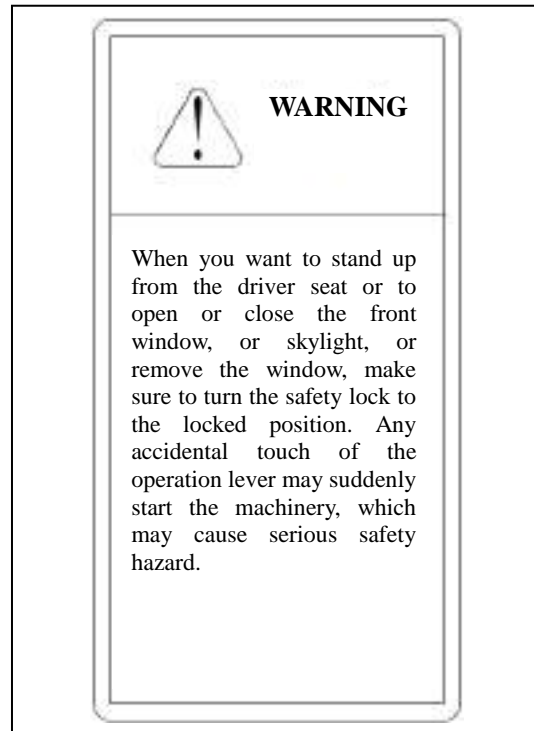 WARNING
When you want to stand up
from the driver seat or to
open or close the front
window, or skylight, or
remove the window, make
sure to turn the safety lock to
the locked position. Any
accidental touch of the
operation lever may suddenly
start the machinery, which
may cause serious safety
hazard.